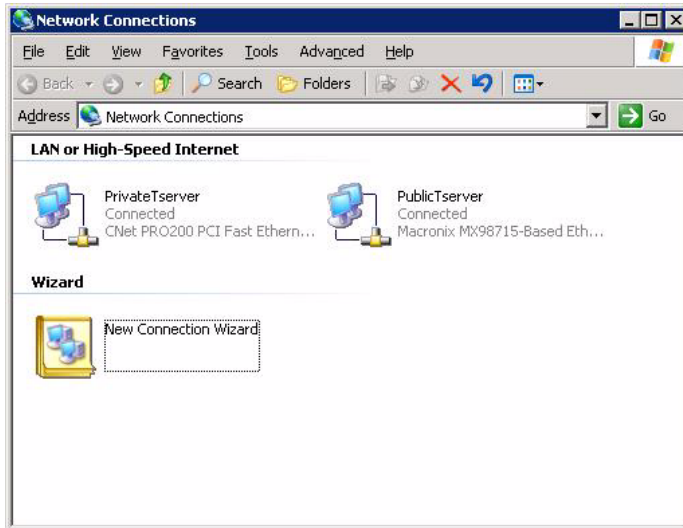 Network Connections
File Edit View Favorites Tools Advanced Help
Back Search Folders
Address Network Connections Go
LAN or High-Speed Internet
PrivateTserver
Connected
CNet PRO200 PCI Fast Ethern...
PublicTserver
Connected
Macronix MX98715-Based Eth...
Wizard
New Connection Wizard